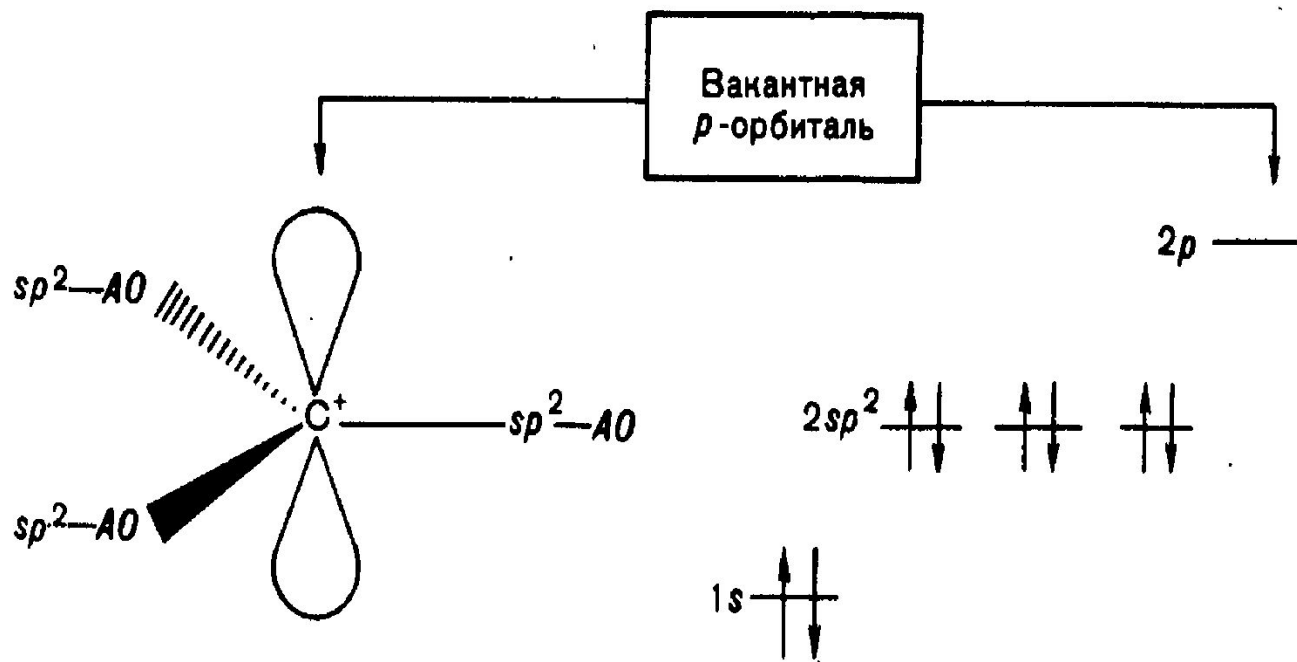 Вакантная
p-орбиталь
2p
sp²—AO
C⁺
sp²—AO
2sp²
sp²—AO
1s